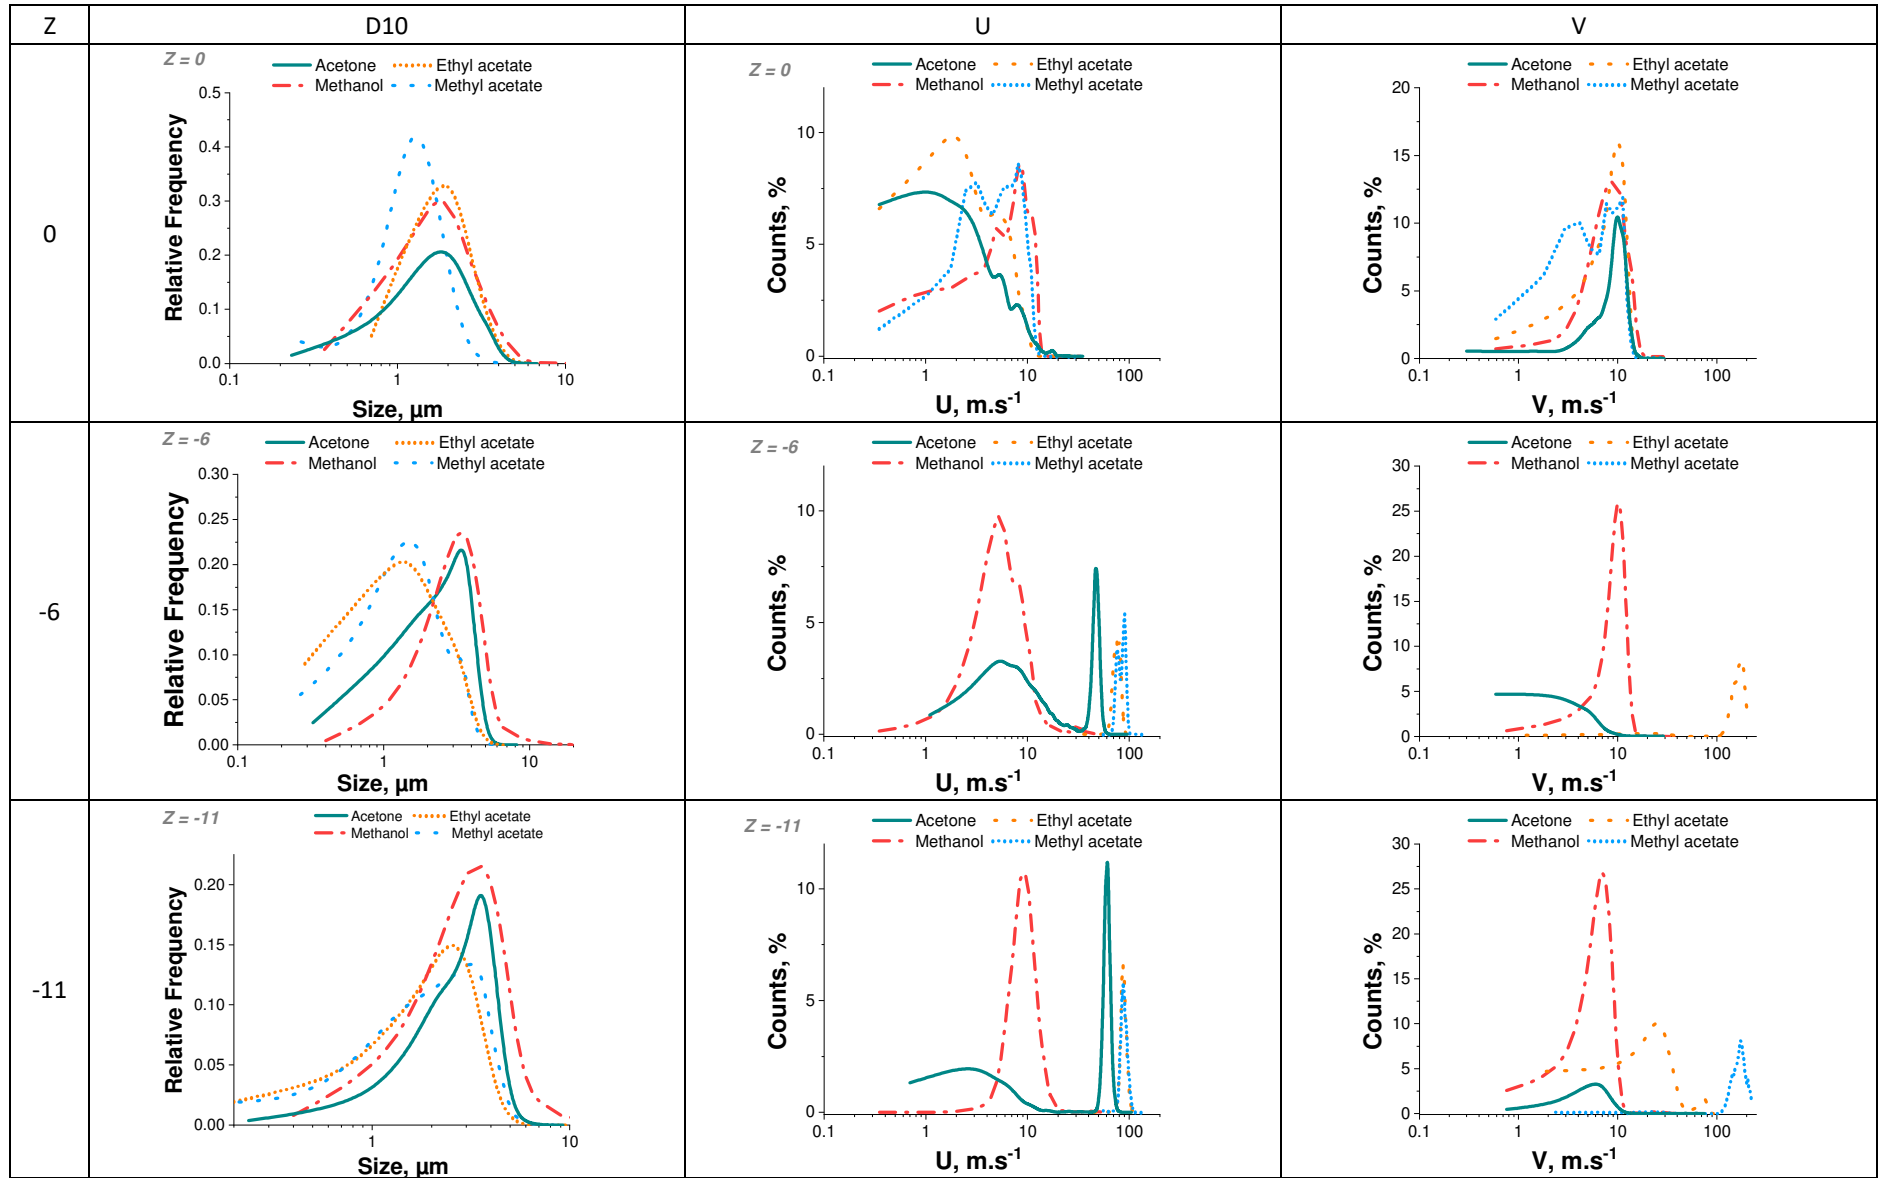 Z D10 U V
0
Z = 0
Acetone Ethyl acetate
Methanol Methyl acetate
0.5
0.4
0.3
0.2
0.1
0.0
0.1 1 10
Relative Frequency
Size, µm
Z = 0
Acetone Ethyl acetate
Methanol Methyl acetate
10
5
0
0.1 1 10 100
Counts, %
U, m.s-1
Acetone Ethyl acetate
Methanol Methyl acetate
20
15
10
5
0
0.1 1 10 100
Counts, %
V, m.s-1
-6
Z = -6
Acetone Ethyl acetate
Methanol Methyl acetate
0.30
0.25
0.20
0.15
0.10
0.05
0.00
0.1 1 10
Relative Frequency
Size, µm
Z = -6
Acetone Ethyl acetate
Methanol Methyl acetate
10
5
0
0.1 1 10 100
Counts, %
U, m.s-1
Acetone Ethyl acetate
Methanol Methyl acetate
30
25
20
15
10
5
0
0.1 1 10 100
Counts, %
V, m.s-1
-11
Z = -11
Acetone Ethyl acetate
Methanol Methyl acetate
0.20
0.15
0.10
0.05
0.00
1 10
Relative Frequency
Size, µm
Z = -11
Acetone Ethyl acetate
Methanol Methyl acetate
10
5
0
0.1 1 10 100
Counts, %
U, m.s-1
Acetone Ethyl acetate
Methanol Methyl acetate
30
25
20
15
10
5
0
0.1 1 10 100
Counts, %
V, m.s-1